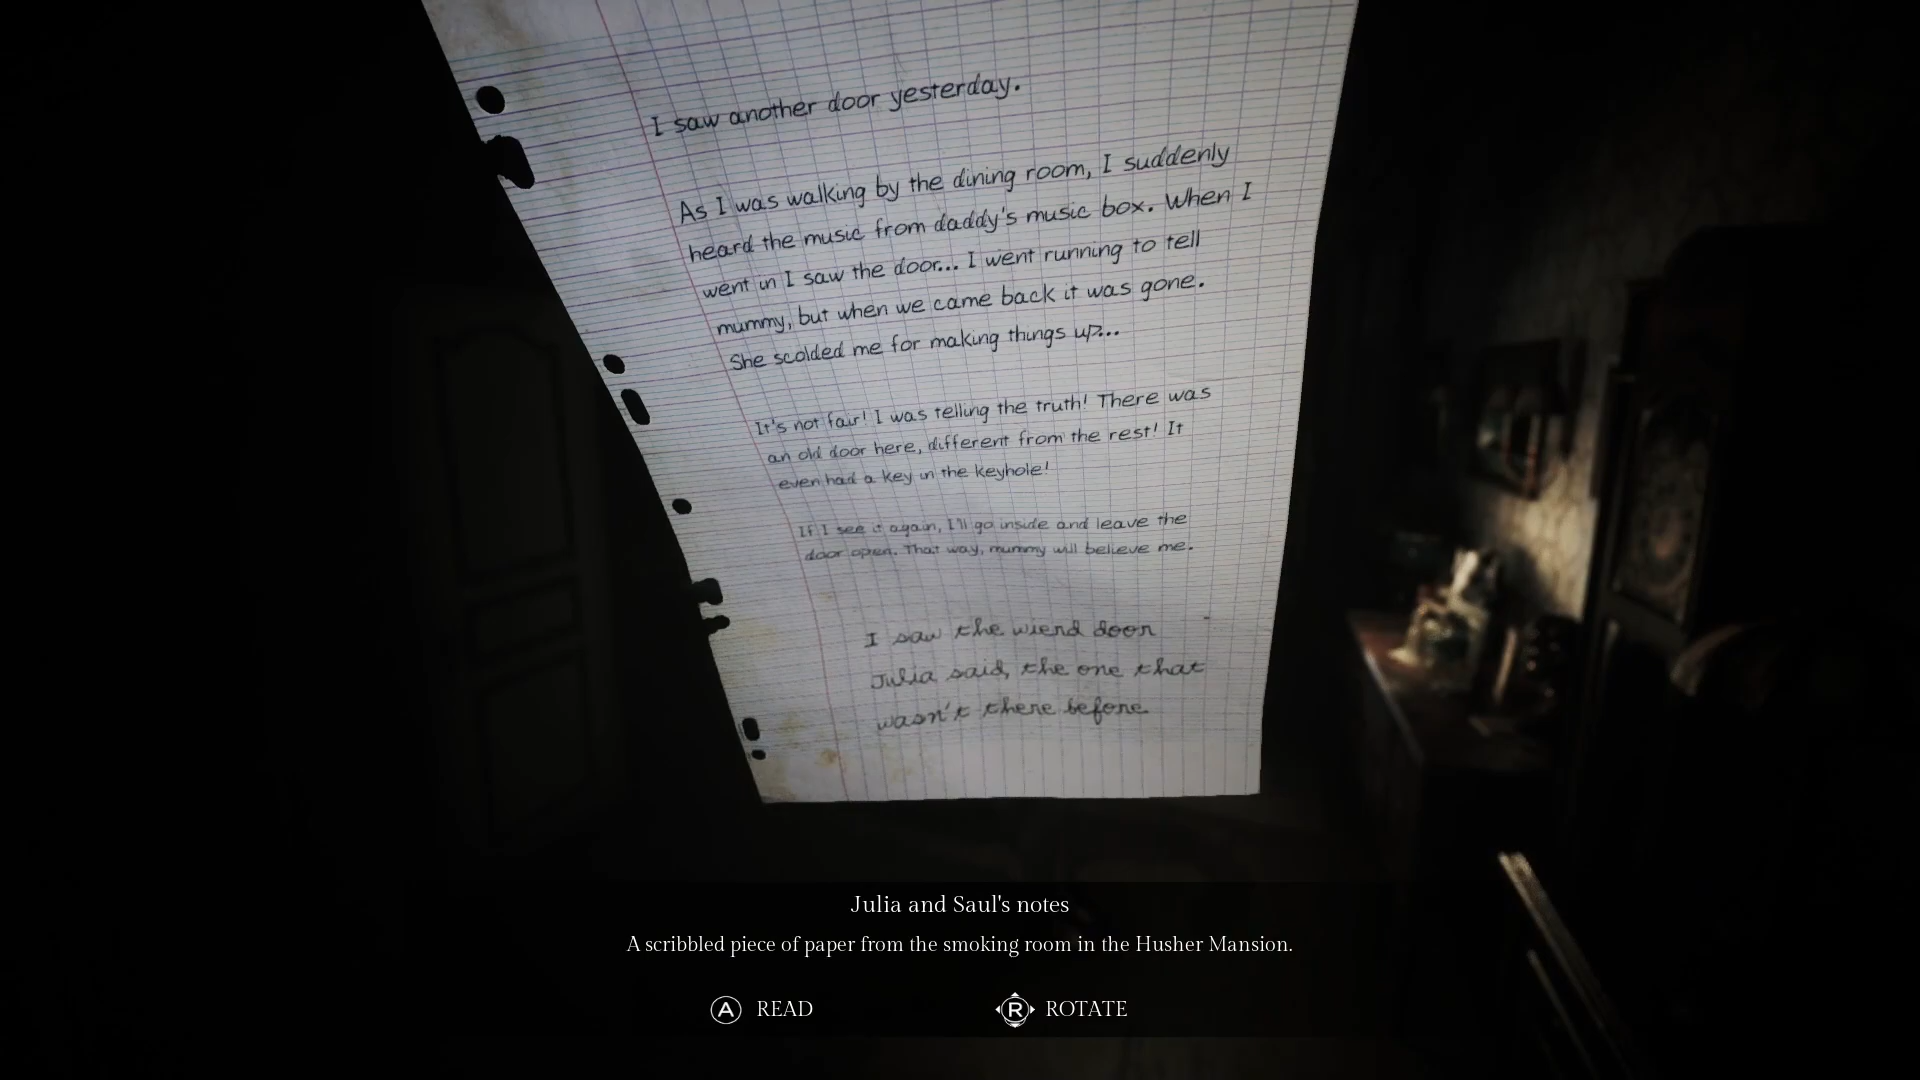 I saw another door yesterday.
As I was walking by the dining room, I suddenly
heard the music from daddy's music box. When I
went in I saw the door... I went running to tell
mummy, but when we came back it was gone.
She scolded me for making things up...
It's not fair! I was telling the truth! There was
an old door here, different from the rest! It
even had a key in the keyhole!
If I see it again, I'll go inside and leave the
door open. That way, mummy will believe me.
I saw the wierd door
Julia said, the one that
wasn't there before
Julia and Saul's notes
A scribbled piece of paper from the smoking room in the Husher Mansion.
A READ
R ROTATE